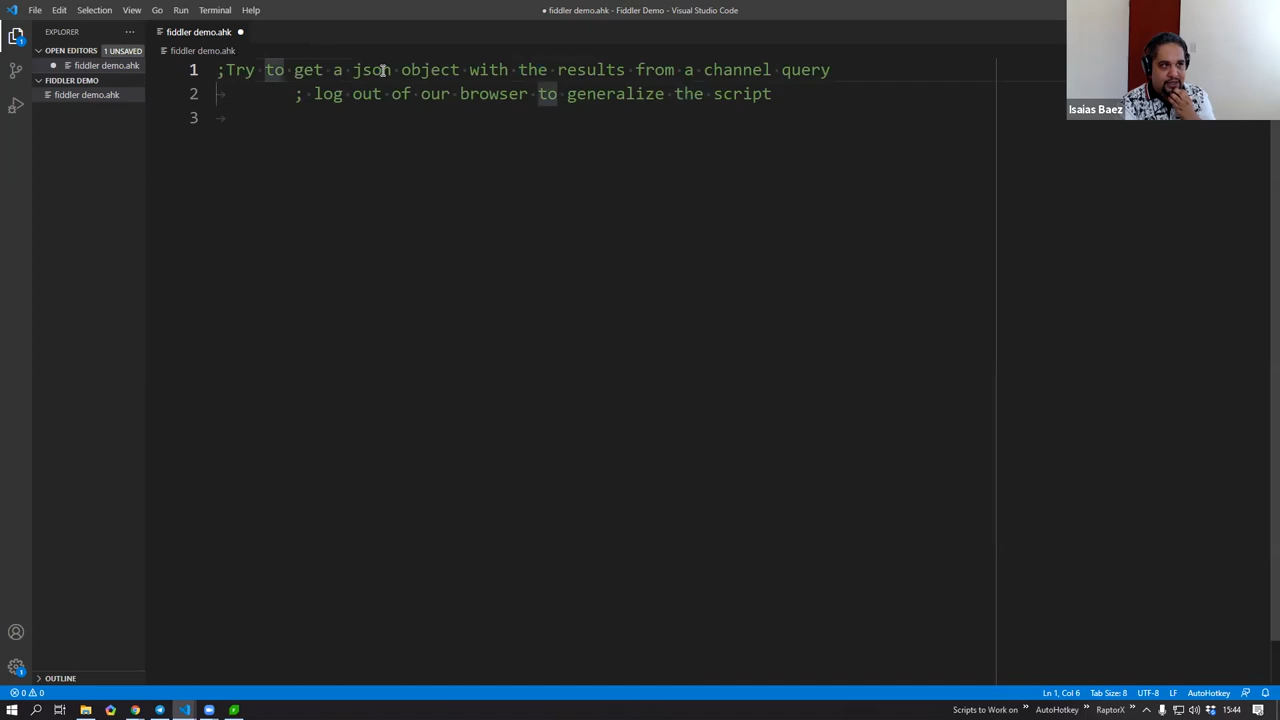 File Edit Selection View Go Run Terminal Help
● fiddler demo.ahk - Fiddler Demo - Visual Studio Code
EXPLORER
fiddler demo.ahk
OPEN EDITORS 1 UNSAVED
fiddler demo.ahk
fiddler demo.ahk
FIDDLER DEMO
fiddler demo.ahk
1 ;Try to get a json object with the results from a channel query
2 ; log out of our browser to generalize the script
3
Isaias Baez
OUTLINE
0 0
Ln 1, Col 6 Tab Size: 8 UTF-8 LF AutoHotkey
Scripts to Work on AutoHotkey RaptorX 15:44